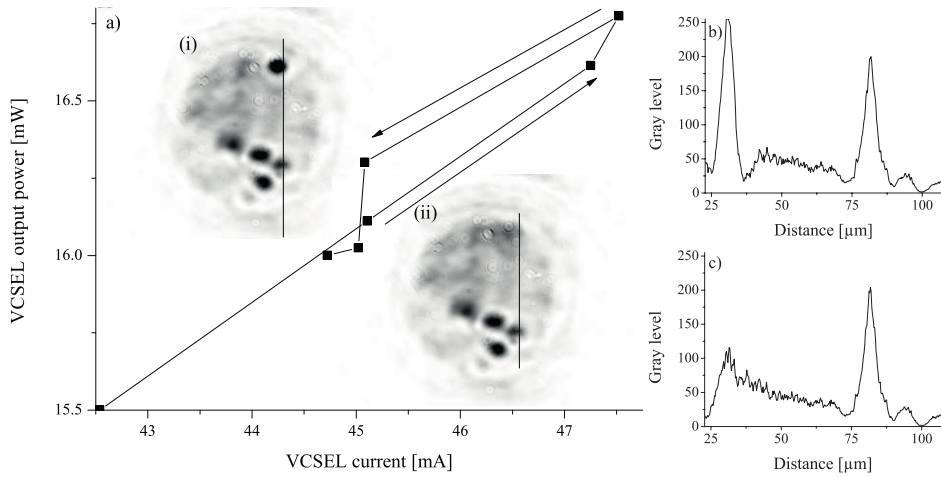 a)
(i)
(ii)
VCSEL output power [mW]
16.5
16.0
15.5
43 44 45 46 47
VCSEL current [mA]
b)
Gray level
250
200
150
100
50
0
25 50 75 100
Distance [µm]
c)
Gray level
250
200
150
100
50
0
25 50 75 100
Distance [µm]